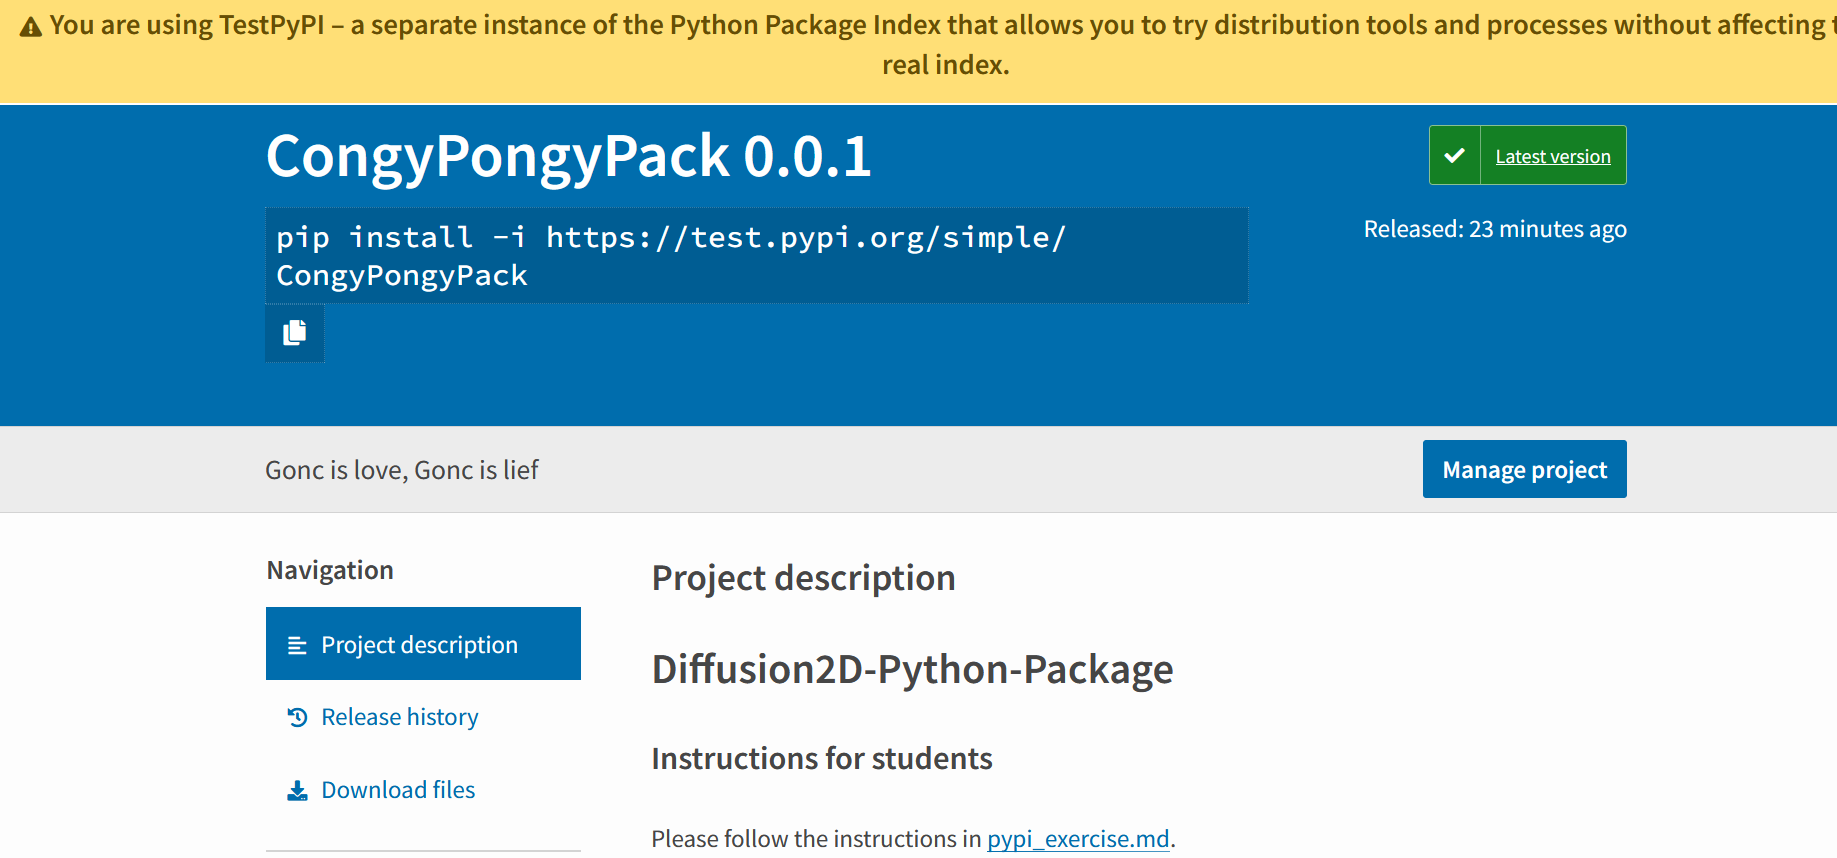 You are using TestPyPI – a separate instance of the Python Package Index that allows you to try distribution tools and processes without affecting
real index.
CongyPongyPack 0.0.1
Latest version
pip install -i https://test.pypi.org/simple/
CongyPongyPack
Released: 23 minutes ago
Gonc is love, Gonc is lief
Manage project
Navigation
Project description
Release history
Download files
Project description
Diffusion2D-Python-Package
Instructions for students
Please follow the instructions in pypi_exercise.md.